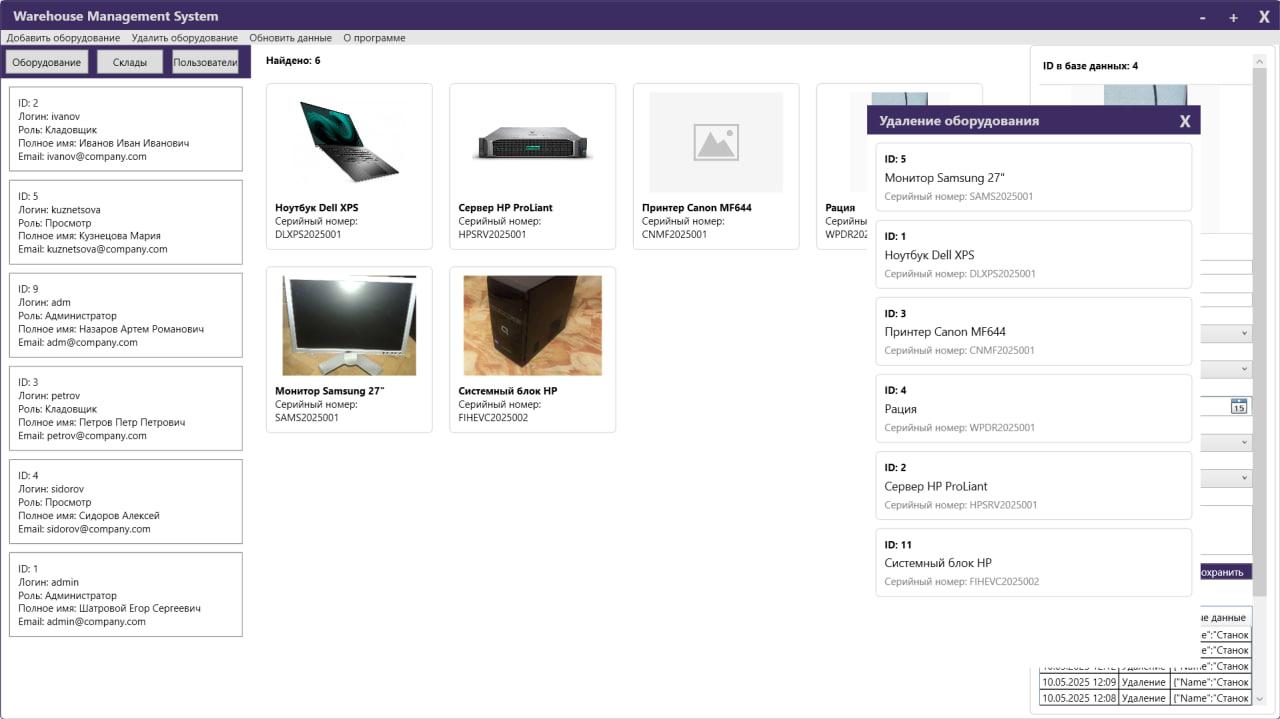 Warehouse Management System
- + X
Добавить оборудование Удалить оборудование Обновить данные О программе
Оборудование Склады Пользователи
ID: 2
Логин: ivanov
Роль: Кладовщик
Полное имя: Иванов Иван Иванович
Email: ivanov@company.com
ID: 5
Логин: kuznetsova
Роль: Просмотр
Полное имя: Кузнецова Мария
Email: kuznetsova@company.com
ID: 9
Логин: adm
Роль: Администратор
Полное имя: Назаров Артем Романович
Email: adm@company.com
ID: 3
Логин: petrov
Роль: Кладовщик
Полное имя: Петров Петр Петрович
Email: petrov@company.com
ID: 4
Логин: sidorov
Роль: Просмотр
Полное имя: Сидоров Алексей
Email: sidorov@company.com
ID: 1
Логин: admin
Роль: Администратор
Полное имя: Шатровой Егор Сергеевич
Email: admin@company.com
Найдено: 6
Ноутбук Dell XPS
Серийный номер:
DLXPS2025001
Сервер HP ProLiant
Серийный номер:
HPSRV2025001
Принтер Canon MF644
Серийный номер:
CNMF2025001
Рация
Серийны
WPDR202
Монитор Samsung 27"
Серийный номер:
SAMS2025001
Системный блок HP
Серийный номер:
FIHEVC2025002
ID в базе данных: 4
Удаление оборудования X
ID: 5
Монитор Samsung 27"
Серийный номер: SAMS2025001
ID: 1
Ноутбук Dell XPS
Серийный номер: DLXPS2025001
ID: 3
Принтер Canon MF644
Серийный номер: CNMF2025001
ID: 4
Рация
Серийный номер: WPDR2025001
ID: 2
Сервер HP ProLiant
Серийный номер: HPSRV2025001
ID: 11
Системный блок HP
Серийный номер: FIHEVC2025002
15
охранить
ые данные
e":"Станок
e":"Станок
{"Name":"Станок
10.05.2025 12:09 Удаление {"Name":"Станок
10.05.2025 12:08 Удаление {"Name":"Станок